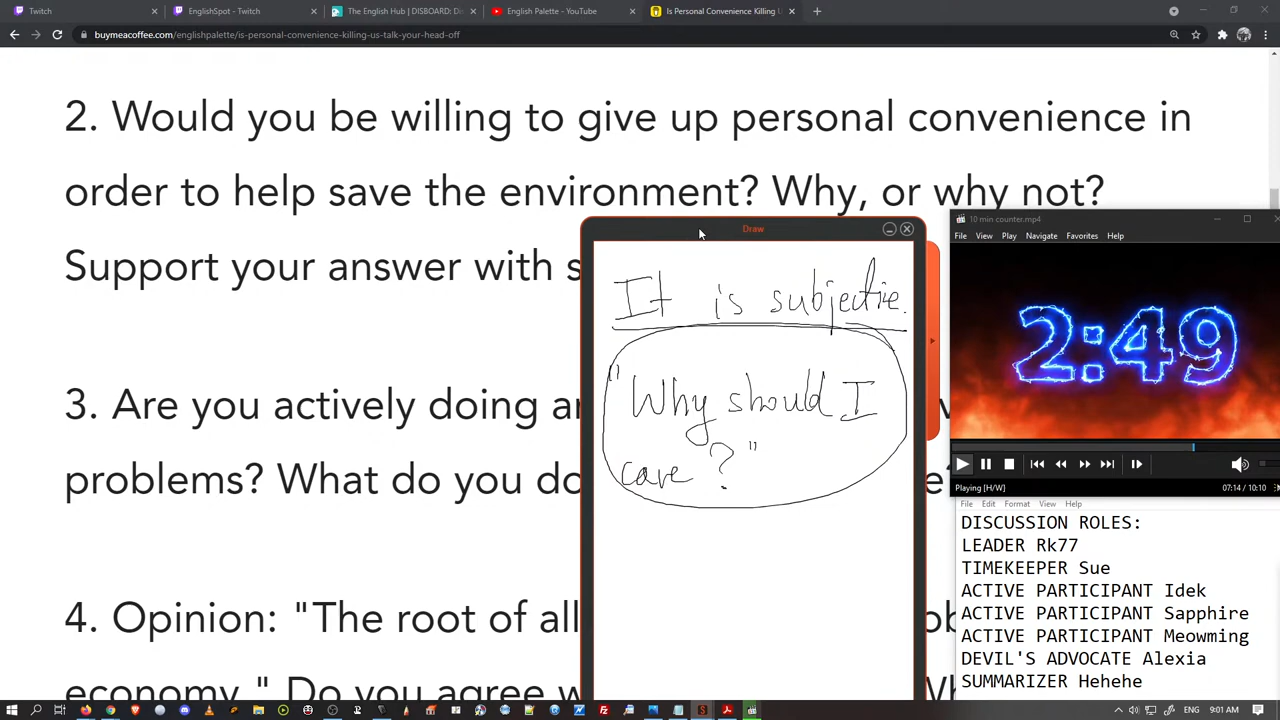 Twitch
EnglishSpot - Twitch
The English Hub | DISBOARD: Di
English Palette - YouTube
Is Personal Convenience Killing U
buymeacoffee.com/englishpalette/is-personal-convenience-killing-us-talk-your-head-off
2. Would you be willing to give up personal convenience in
order to help save the environment? Why, or why not?
Support your answer with s
3. Are you actively doing an
problems? What do you do
4. Opinion: "The root of all
economy." Do you agree w
Draw
It is subjective.
"Why should I
care?"
10 min counter.mp4
File View Play Navigate Favorites Help
2:49
Playing [H/W]
07:14 / 10:10
File Edit Format View Help
DISCUSSION ROLES:
LEADER Rk77
TIMEKEEPER Sue
ACTIVE PARTICIPANT Idek
ACTIVE PARTICIPANT Sapphire
ACTIVE PARTICIPANT Meowming
DEVIL'S ADVOCATE Alexia
SUMMARIZER Hehehe
ENG 9:01 AM